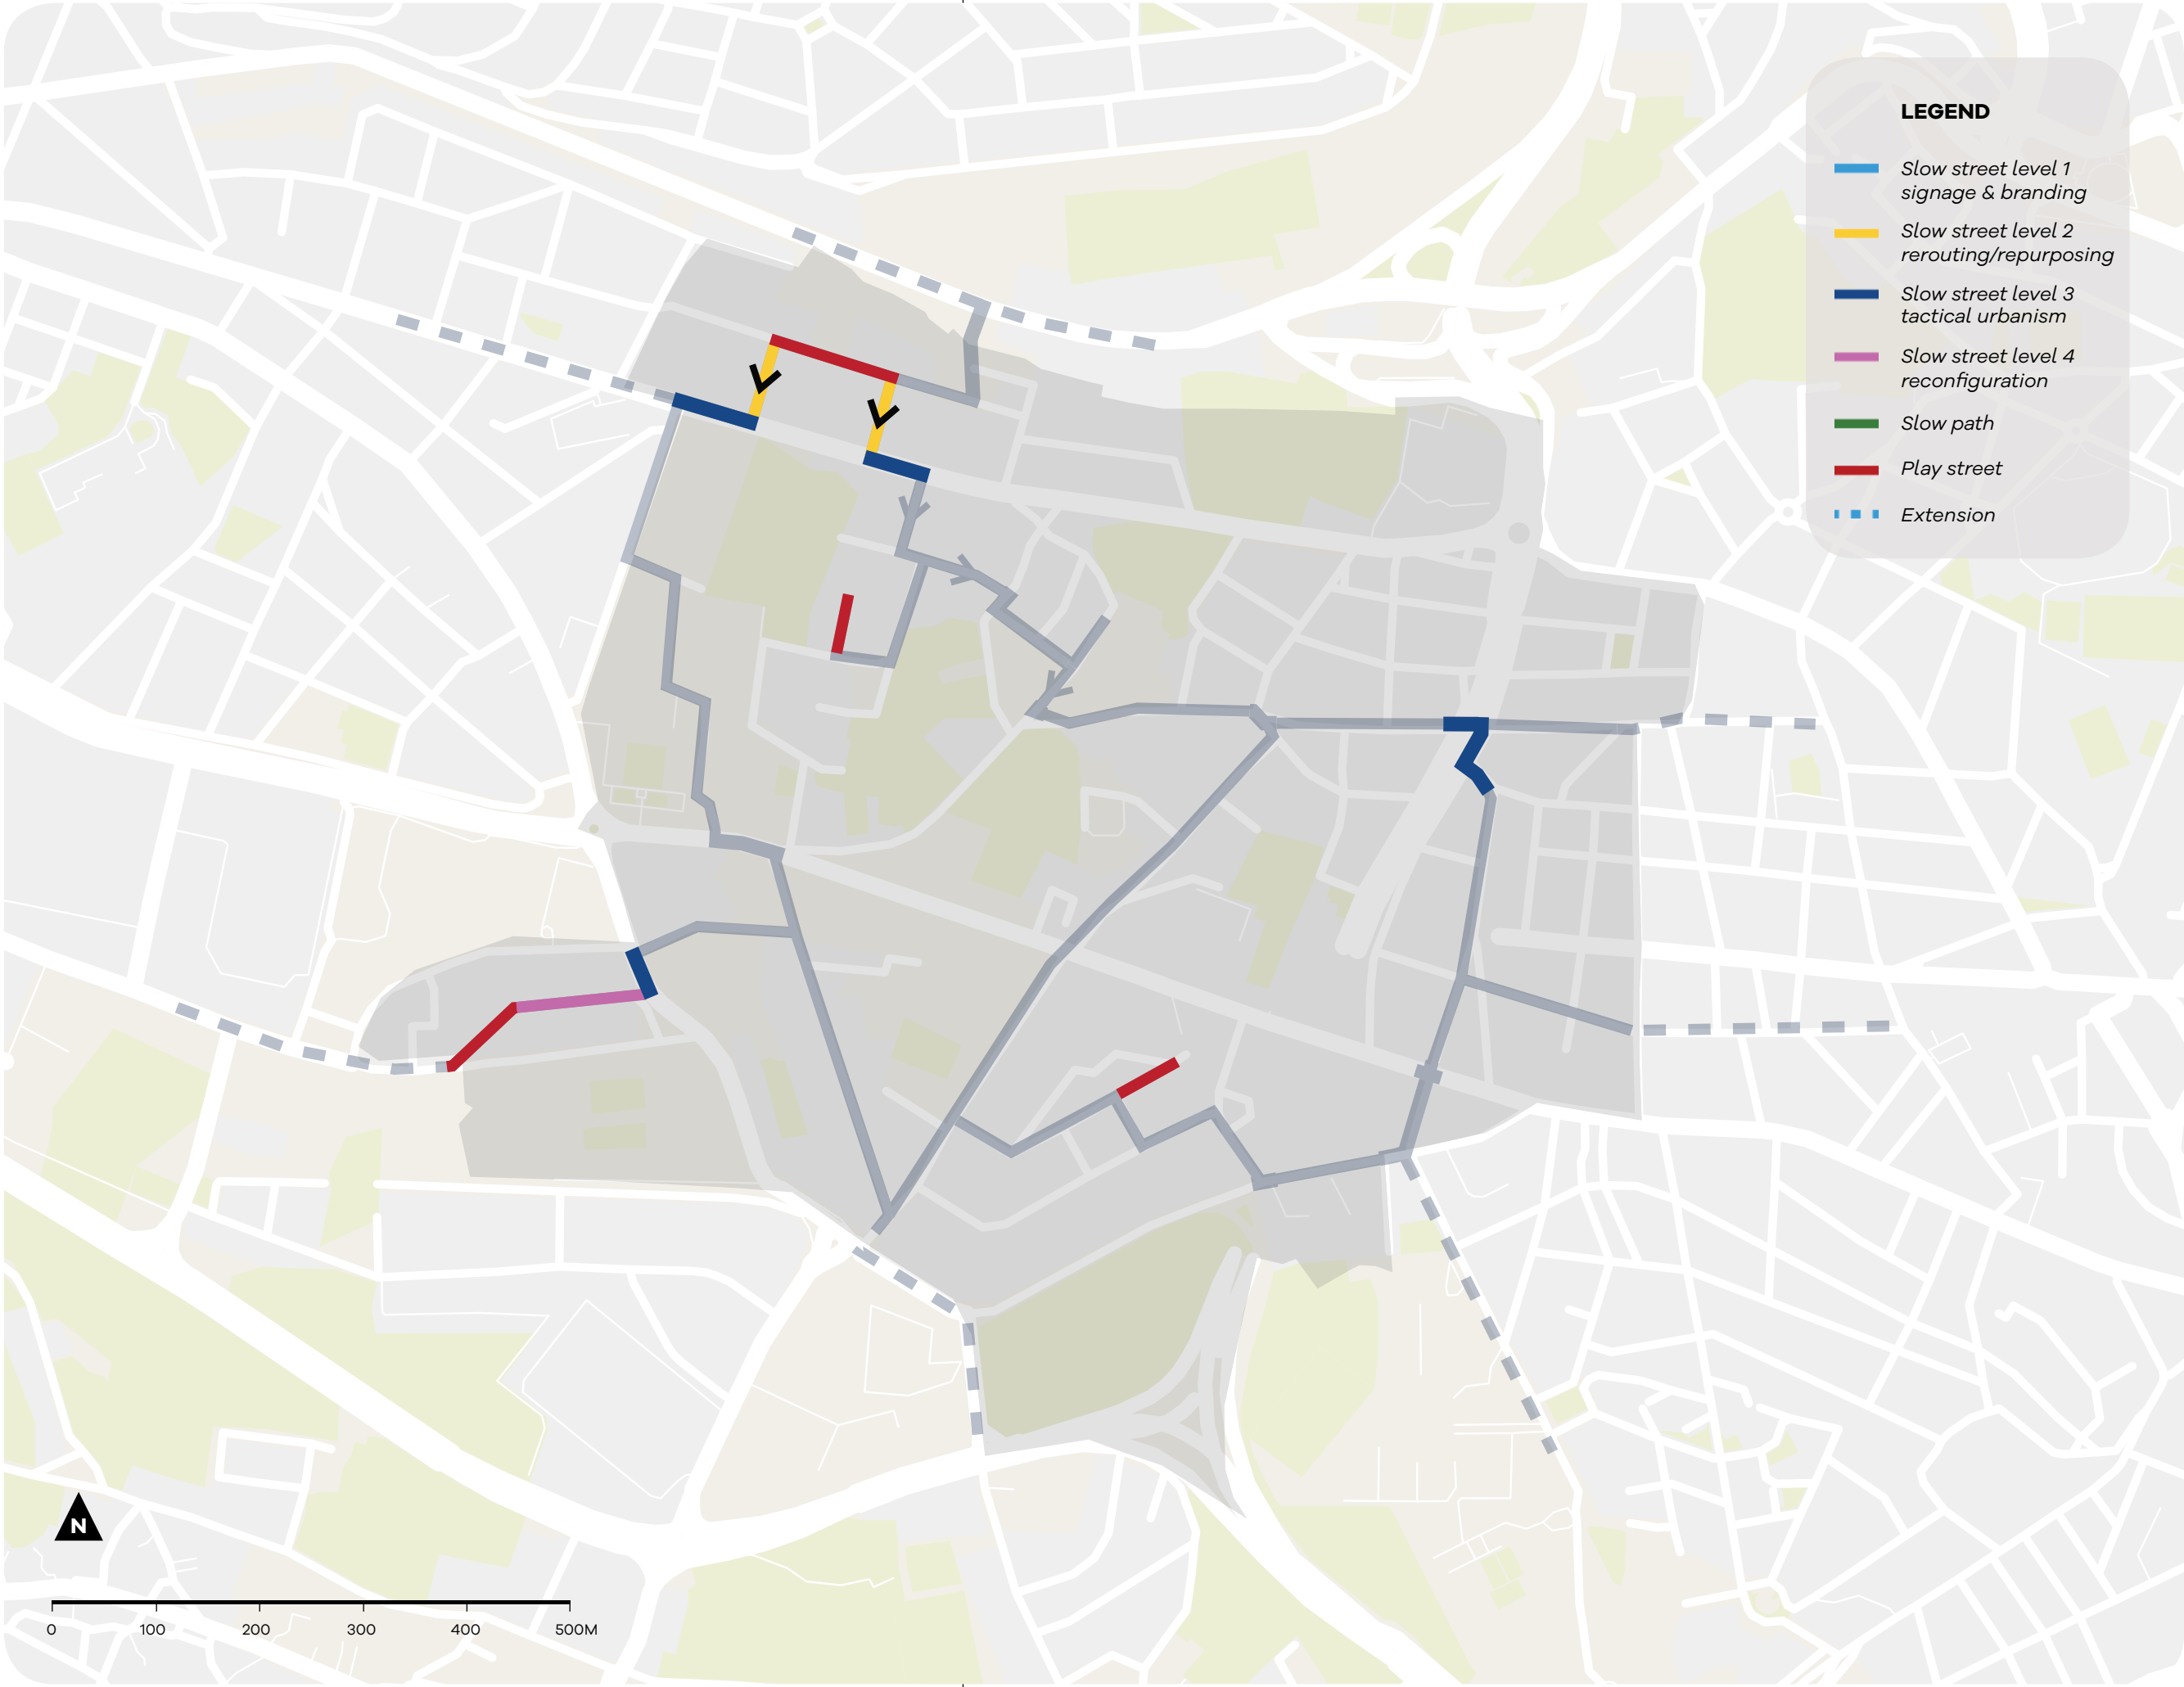 LEGEND
Slow street level 1
signage & branding
Slow street level 2
rerouting/repurposing
Slow street level 3
tactical urbanism
Slow street level 4
reconfiguration
Slow path
Play street
Extension
N
0 100 200 300 400 500M